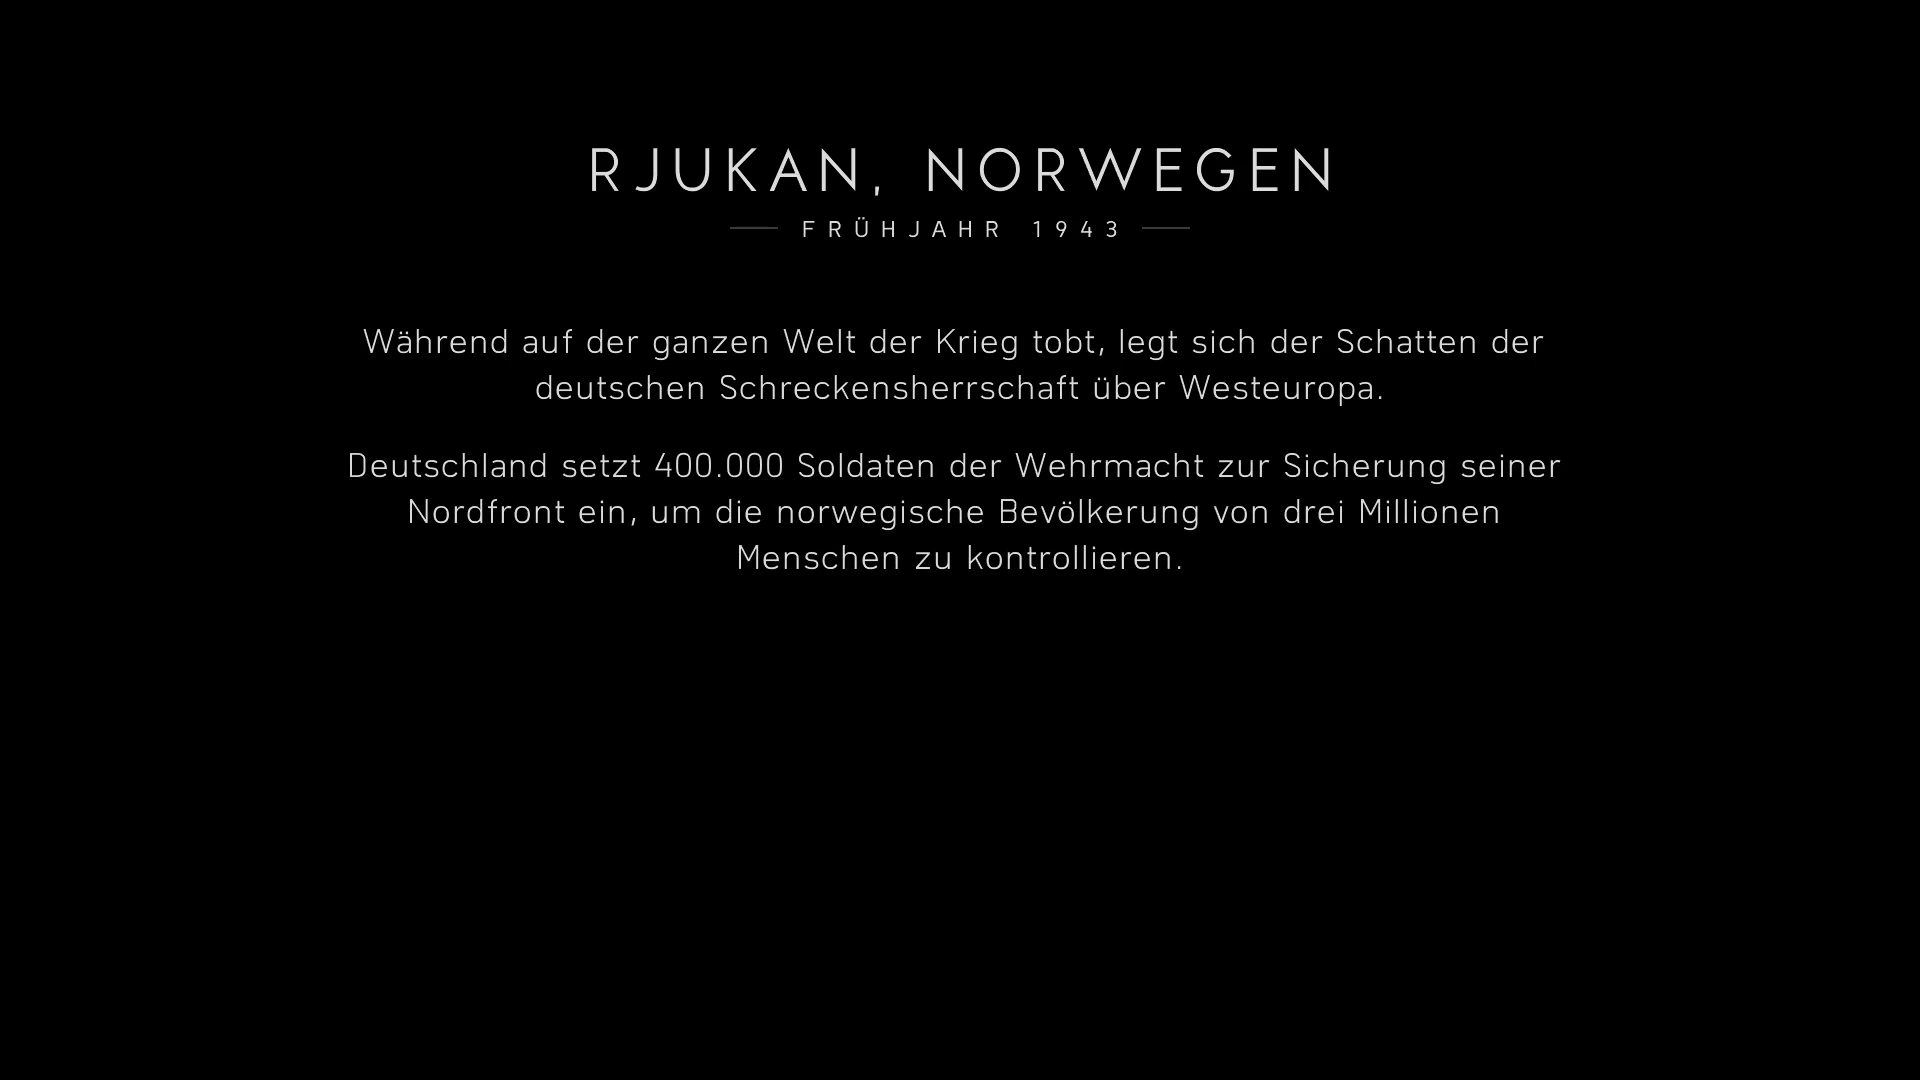 RJUKAN, NORWEGEN
FRÜHJAHR 1943
Während auf der ganzen Welt der Krieg tobt, legt sich der Schatten der
deutschen Schreckensherrschaft über Westeuropa.
Deutschland setzt 400.000 Soldaten der Wehrmacht zur Sicherung seiner
Nordfront ein, um die norwegische Bevölkerung von drei Millionen
Menschen zu kontrollieren.